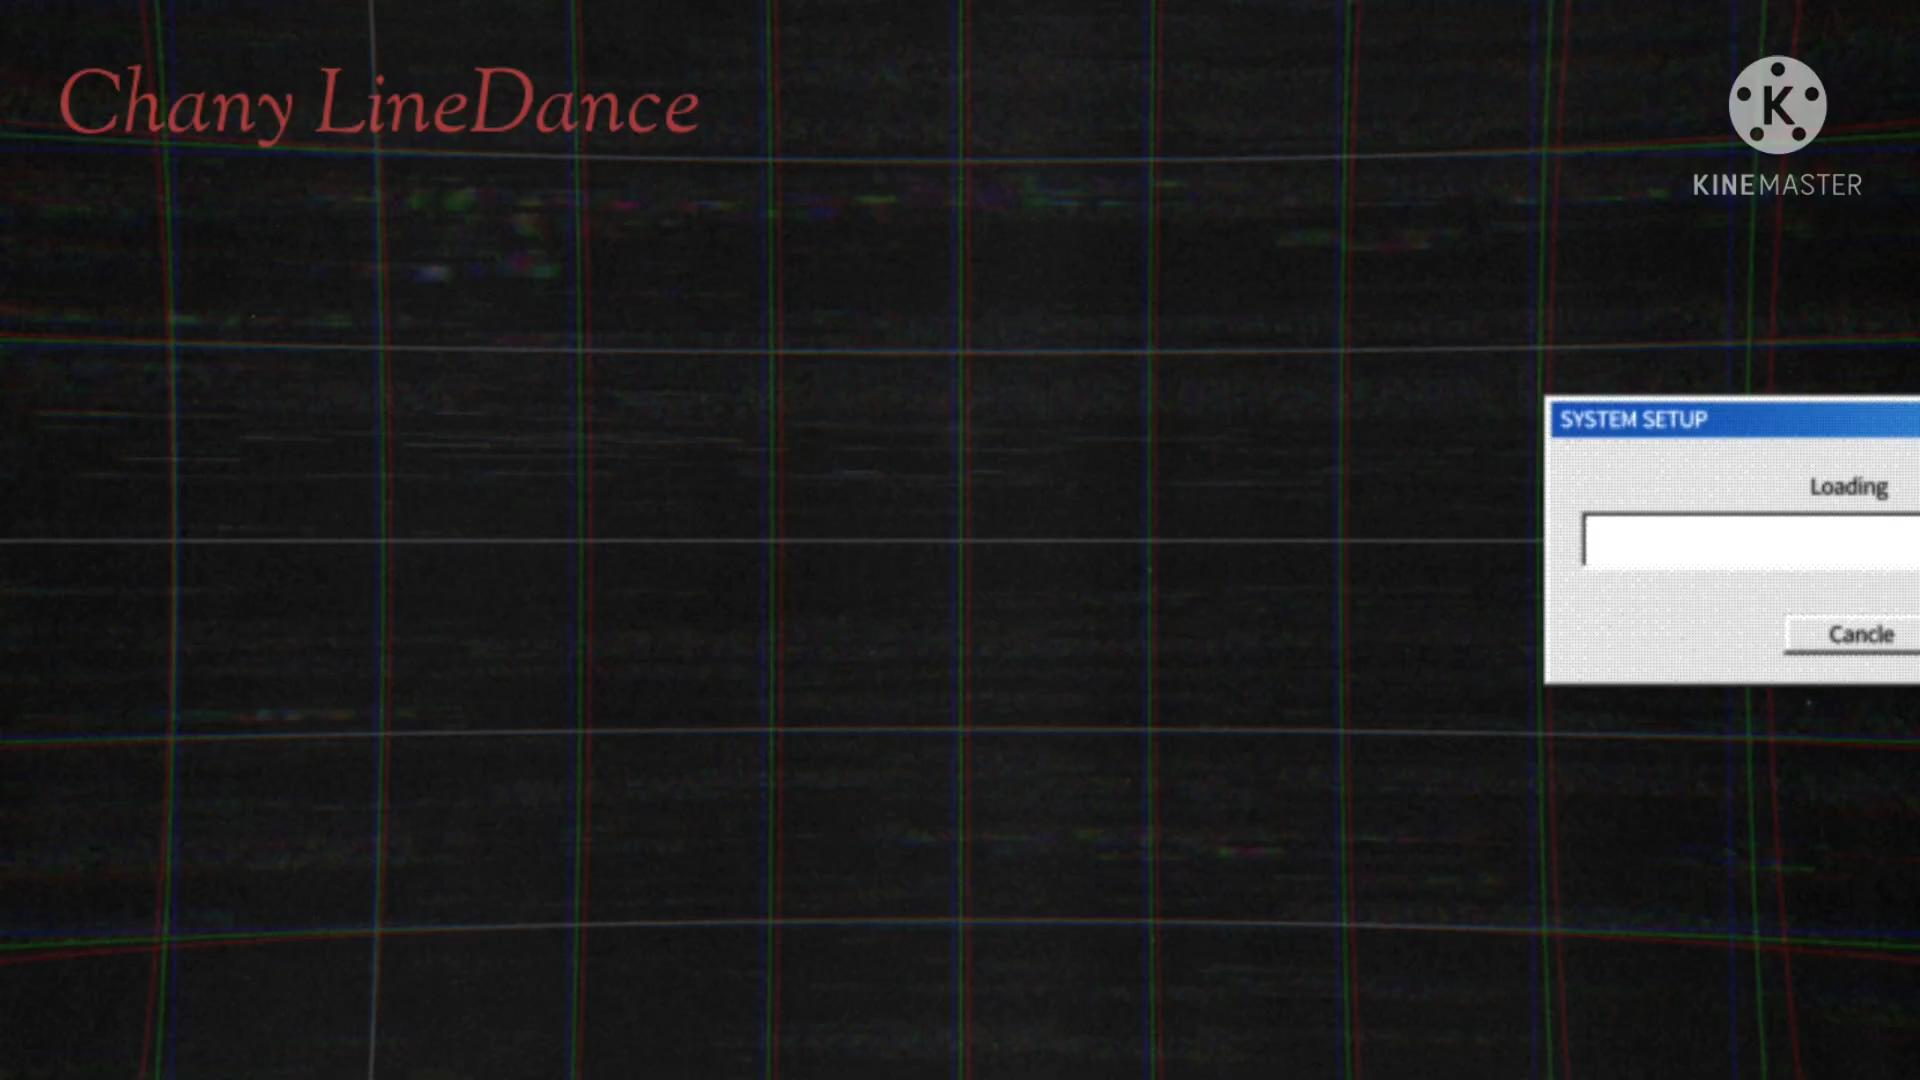 Chany LineDance
K
KINEMASTER
SYSTEM SETUP
Loading
Cancle